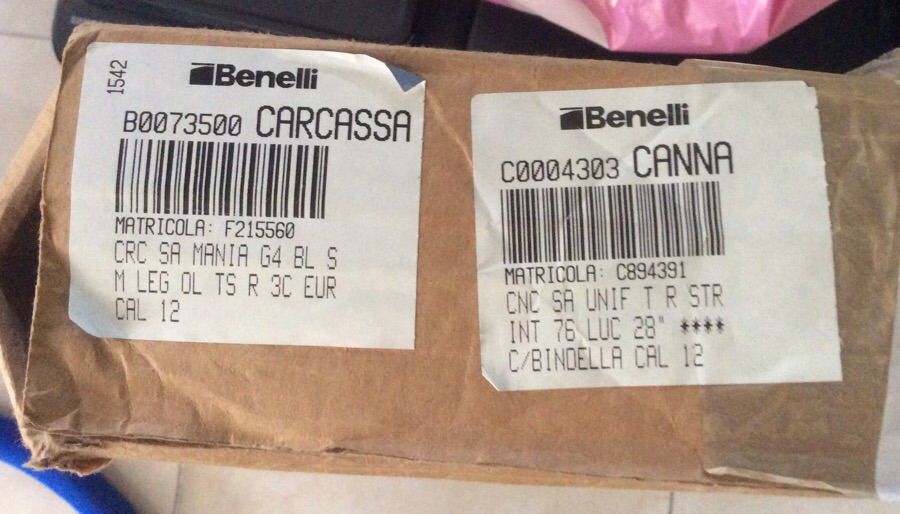 1542
Benelli
B0073500 CARCASSA
MATRICOLA: F215560
CRC SA MANIA G4 BL S
M LEG OL TS R 3C EUR
CAL 12
Benelli
C0004303 CANNA
MATRICOLA: C894391
CNC SA UNIF T R STR
INT 76 LUC 28" ****
C/BINDELLA CAL 12